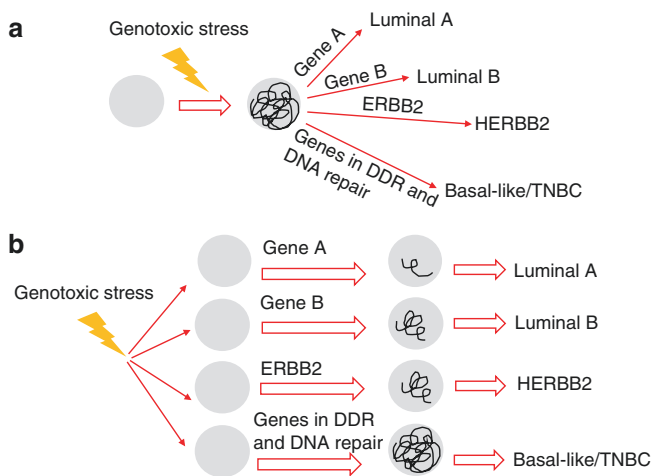 a
Genotoxic stress
Gene A
Luminal A
Gene B
Luminal B
ERBB2
HERBB2
Genes in DDR and
DNA repair
Basal-like/TNBC
b
Genotoxic stress
Gene A
Luminal A
Gene B
Luminal B
ERBB2
HERBB2
Genes in DDR
and DNA repair
Basal-like/TNBC